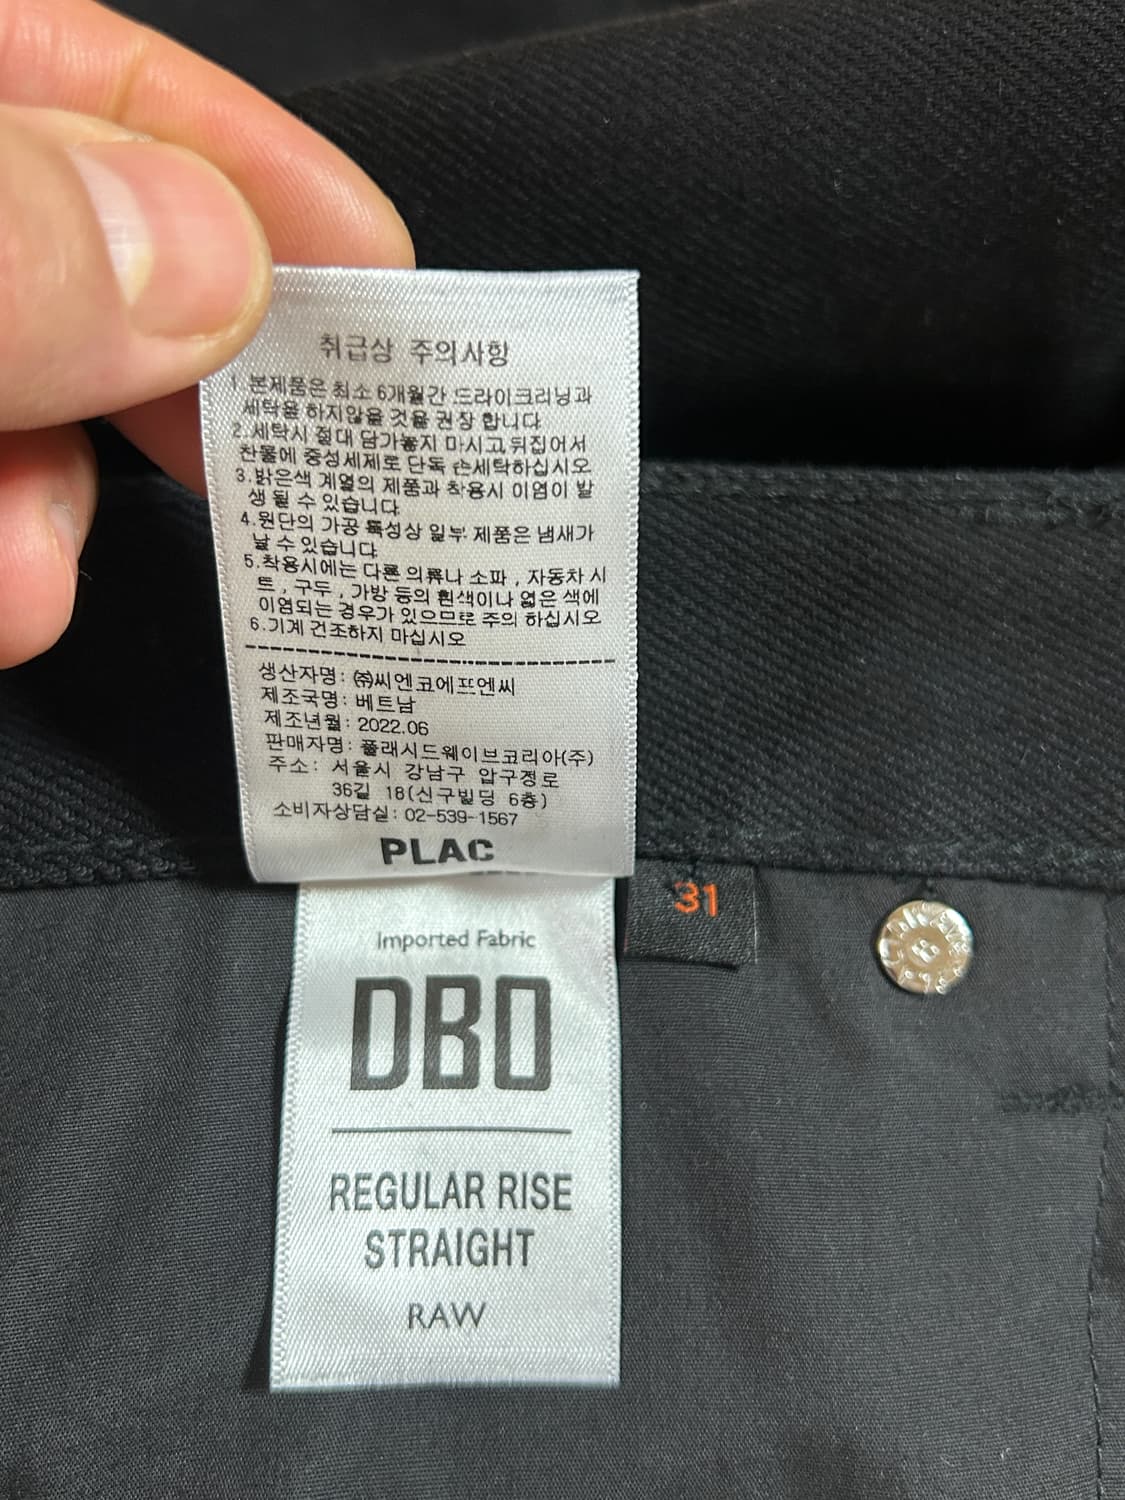 취급상 주의사항
1.본제품은 최소 6개월간 드라이크리닝과
세탁을 하지않을 것을 권장 합니다
2.세탁시 절대 담가놓지 마시고,뒤집어서
찬물에 중성세제로 단독 손세탁하십시오
3.밝은색 계열의 제품과 착용시 이염이 발
생 될 수 있습니다
4.원단의 가공 특성상 일부 제품은 냄새가
날 수 있습니다
5.착용시에는 다른 의류나 소파 , 자동차 시
트 , 구두 , 가방 등의 흰색이나 엷은 색에
이염되는 경우가 있으므로 주의 하십시오
6.기계 건조하지 마십시오
생산자명: ㈜씨엔코에프엔씨
제조국명: 베트남
제조년월: 2022.06
판매자명: 플래시드웨이브코리아(주)
주소: 서울시 강남구 압구정로
36길 18(신구빌딩 6층)
소비자상담실: 02-539-1567
PLAC
31
Imported Fabric
DBO
REGULAR RISE
STRAIGHT
RAW